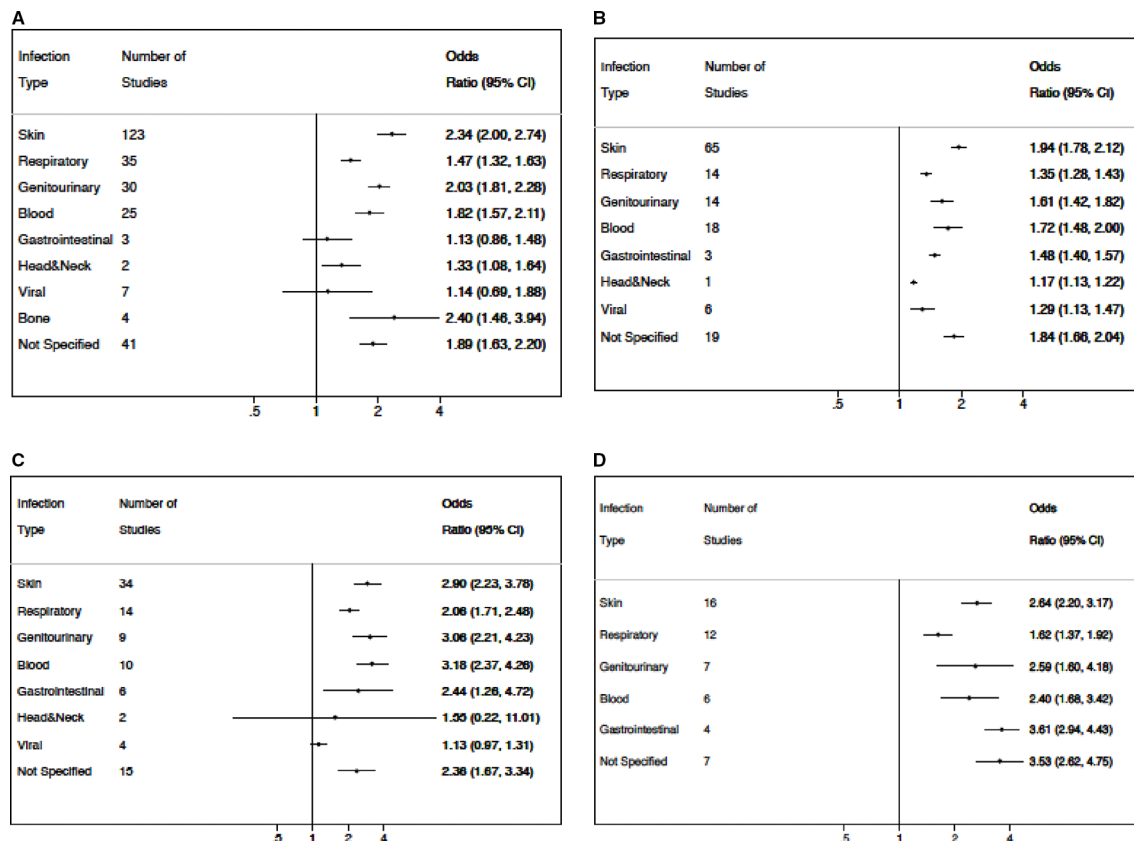 A
Infection Number of Odds
Type Studies Ratio (95% CI)
Skin 123 2.34 (2.00, 2.74)
Respiratory 35 1.47 (1.32, 1.63)
Genitourinary 30 2.03 (1.81, 2.28)
Blood 25 1.82 (1.57, 2.11)
Gastrointestinal 3 1.13 (0.86, 1.48)
Head&Neck 2 1.33 (1.08, 1.64)
Viral 7 1.14 (0.69, 1.88)
Bone 4 2.40 (1.46, 3.94)
Not Specified 41 1.89 (1.63, 2.20)
.5 1 2 4
B
Infection Number of Odds
Type Studies Ratio (95% CI)
Skin 65 1.94 (1.78, 2.12)
Respiratory 14 1.35 (1.28, 1.43)
Genitourinary 14 1.61 (1.42, 1.82)
Blood 18 1.72 (1.48, 2.00)
Gastrointestinal 3 1.48 (1.40, 1.57)
Head&Neck 1 1.17 (1.13, 1.22)
Viral 6 1.29 (1.13, 1.47)
Not Specified 19 1.84 (1.66, 2.04)
.5 1 2 4
C
Infection Number of Odds
Type Studies Ratio (95% CI)
Skin 34 2.90 (2.23, 3.78)
Respiratory 14 2.06 (1.71, 2.48)
Genitourinary 9 3.06 (2.21, 4.23)
Blood 10 3.18 (2.37, 4.26)
Gastrointestinal 6 2.44 (1.26, 4.72)
Head&Neck 2 1.55 (0.22, 11.01)
Viral 4 1.13 (0.97, 1.31)
Not Specified 15 2.36 (1.67, 3.34)
.5 1 2 4
D
Infection Number of Odds
Type Studies Ratio (95% CI)
Skin 16 2.64 (2.20, 3.17)
Respiratory 12 1.62 (1.37, 1.92)
Genitourinary 7 2.59 (1.60, 4.18)
Blood 6 2.40 (1.68, 3.42)
Gastrointestinal 4 3.61 (2.94, 4.43)
Not Specified 7 3.53 (2.62, 4.75)
.5 1 2 4